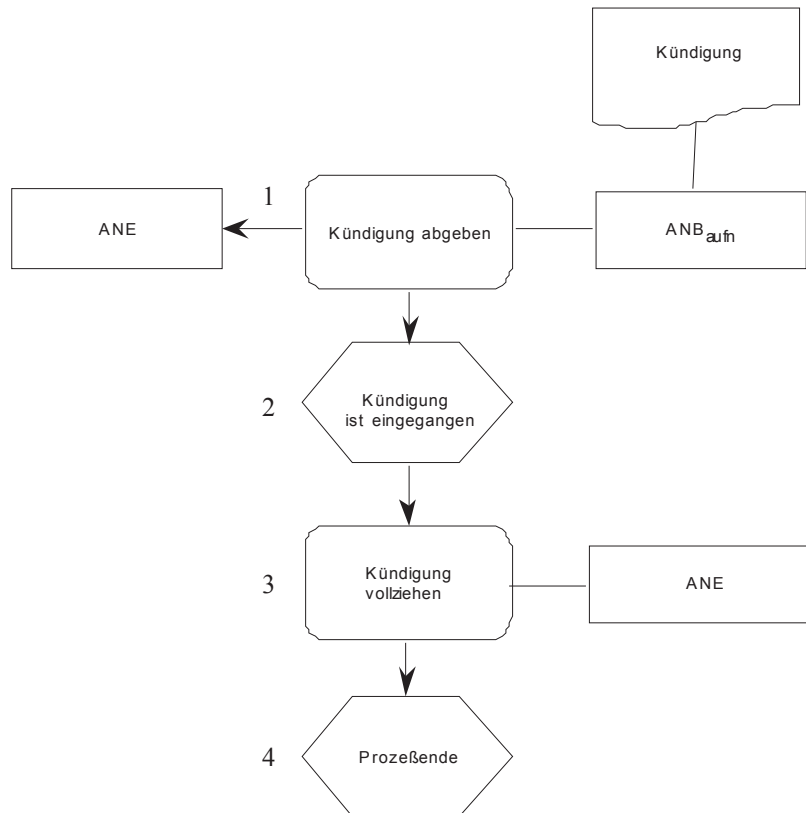 Kündigung
1
ANE
Kündigung abgeben
ANBaufn
2
Kündigung
ist eingegangen
3
Kündigung
vollziehen
ANE
4
Prozeßende